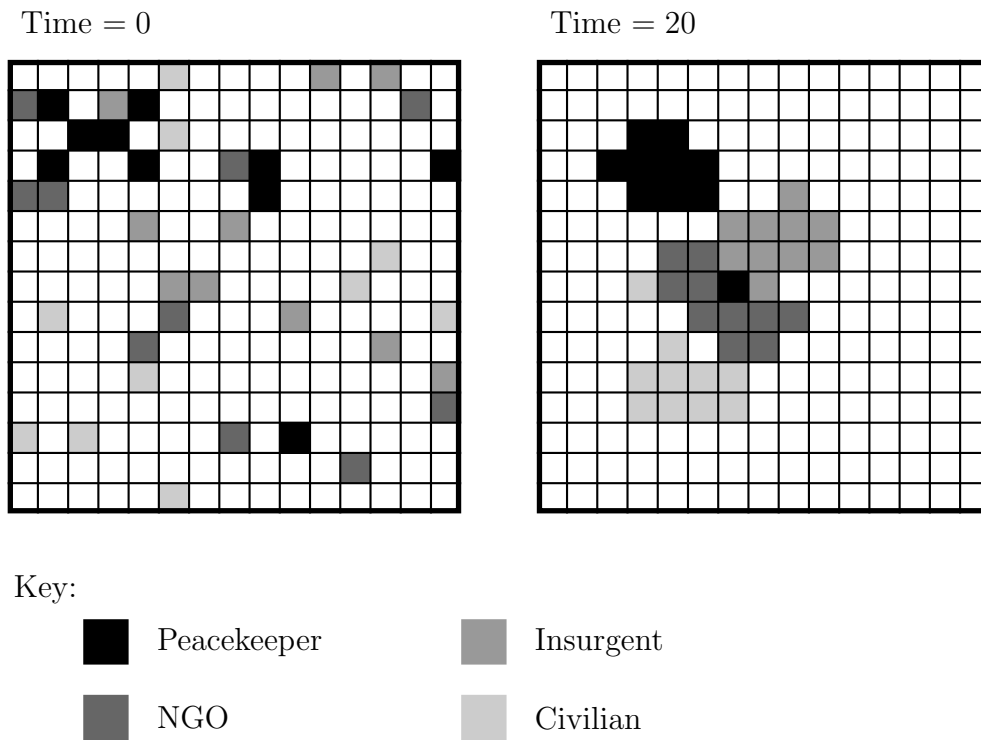 Time = 0
Time = 20
Key:
Peacekeeper
Insurgent
NGO
Civilian